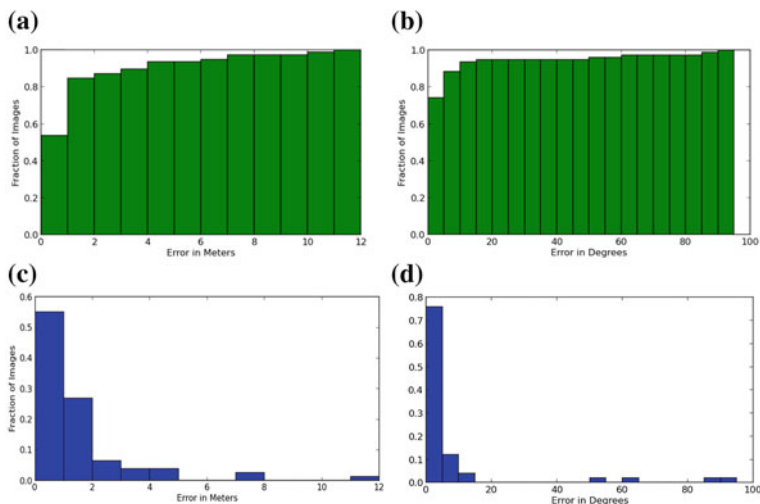 (a)
(b)
1.0
0.8
0.6
0.4
0.2
0.0
Fraction of Images
0 2 4 6 8 10 12
Error in Meters
1.0
0.8
0.6
0.4
0.2
0.0
Fraction of Images
0 20 40 60 80 100
Error in Degrees
(c)
(d)
0.6
0.5
0.4
0.3
0.2
0.1
0.0
Fraction of Images
0 2 4 6 8 10 12
Error in Meters
0.8
0.7
0.6
0.5
0.4
0.3
0.2
0.1
0.0
0 20 40 60 80 100
Error in Degrees